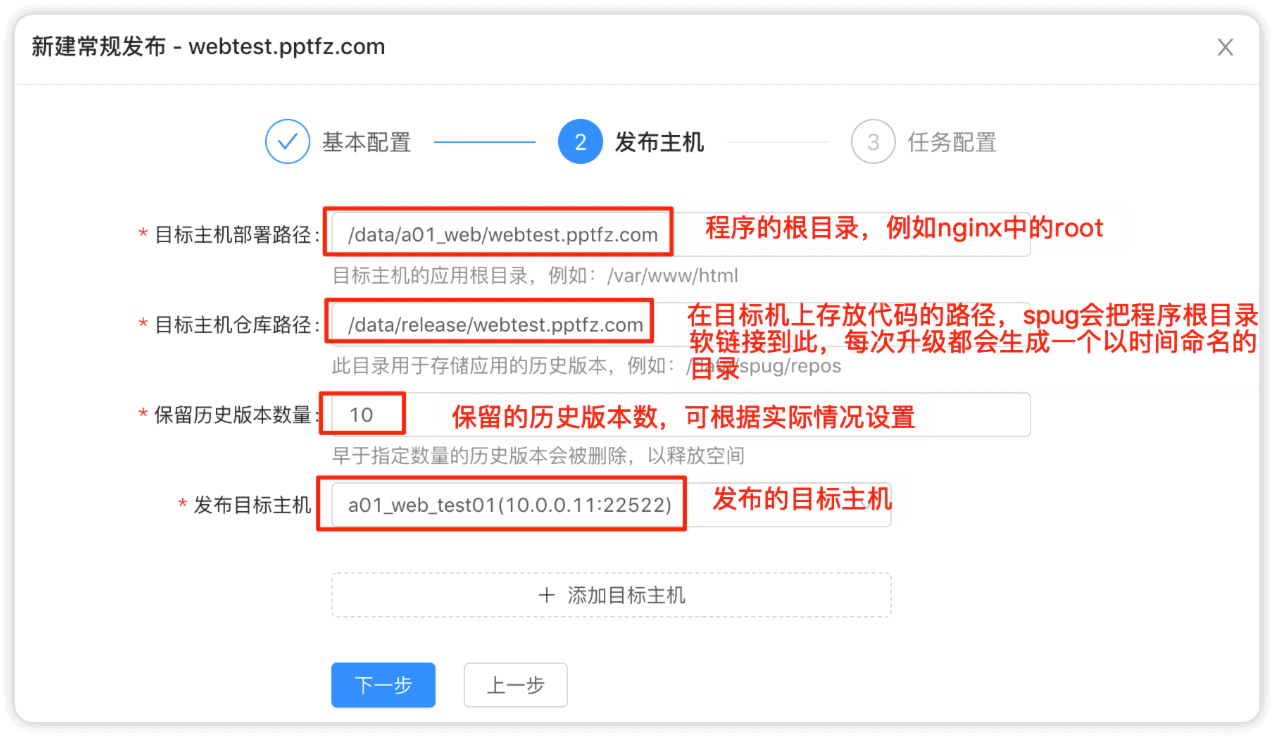 新建常规发布 - webtest.pptfz.com
基本配置
2 发布主机
3 任务配置
* 目标主机部署路径: /data/a01_web/webtest.pptfz.com 程序的根目录，例如nginx中的root
目标主机的应用根目录，例如：/var/www/html
* 目标主机仓库路径: /data/release/webtest.pptfz.com 在目标机上存放代码的路径，spug会把程序根目录
软链接到此，每次升级都会生成一个以时间命名的
目录
此目录用于存储应用的历史版本，例如：/data/spug/repos
* 保留历史版本数量: 10 保留的历史版本数，可根据实际情况设置
早于指定数量的历史版本会被删除，以释放空间
* 发布目标主机 a01_web_test01(10.0.0.11:22522) 发布的目标主机
+ 添加目标主机
下一步 上一步